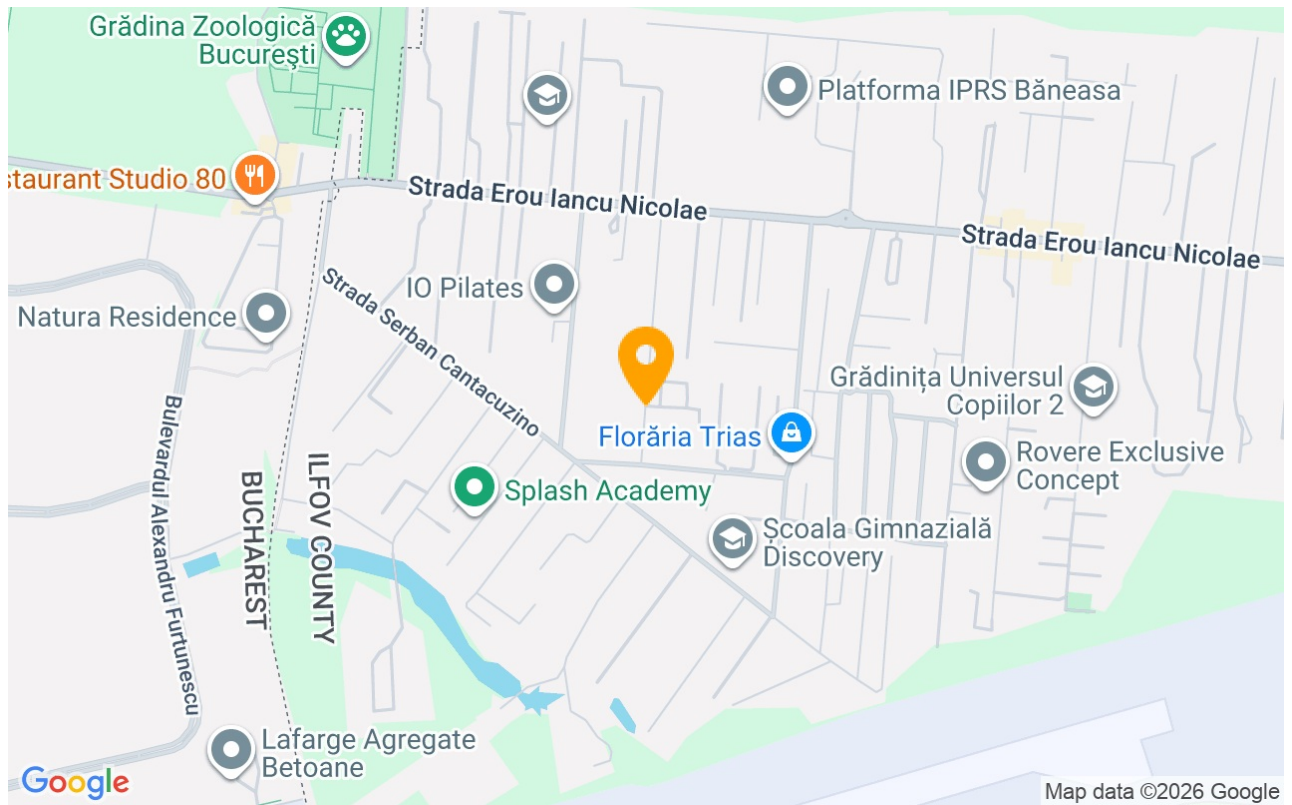 Grădina Zoologică
București
Platforma IPRS Băneasa
staurant Studio 80
Strada Erou Iancu Nicolae
Strada Erou Iancu Nicolae
IO Pilates
Strada Serban Cantacuzino
Natura Residence
Grădinița Universul
Copiilor 2
Florăria Trias
Rovere Exclusive
Concept
Splash Academy
Școala Gimnazială
Discovery
Bulevardul Alexandru Furtunescu
BUCHAREST
ILFOV COUNTY
Lafarge Agregate
Betoane
Google
Map data ©2026 Google